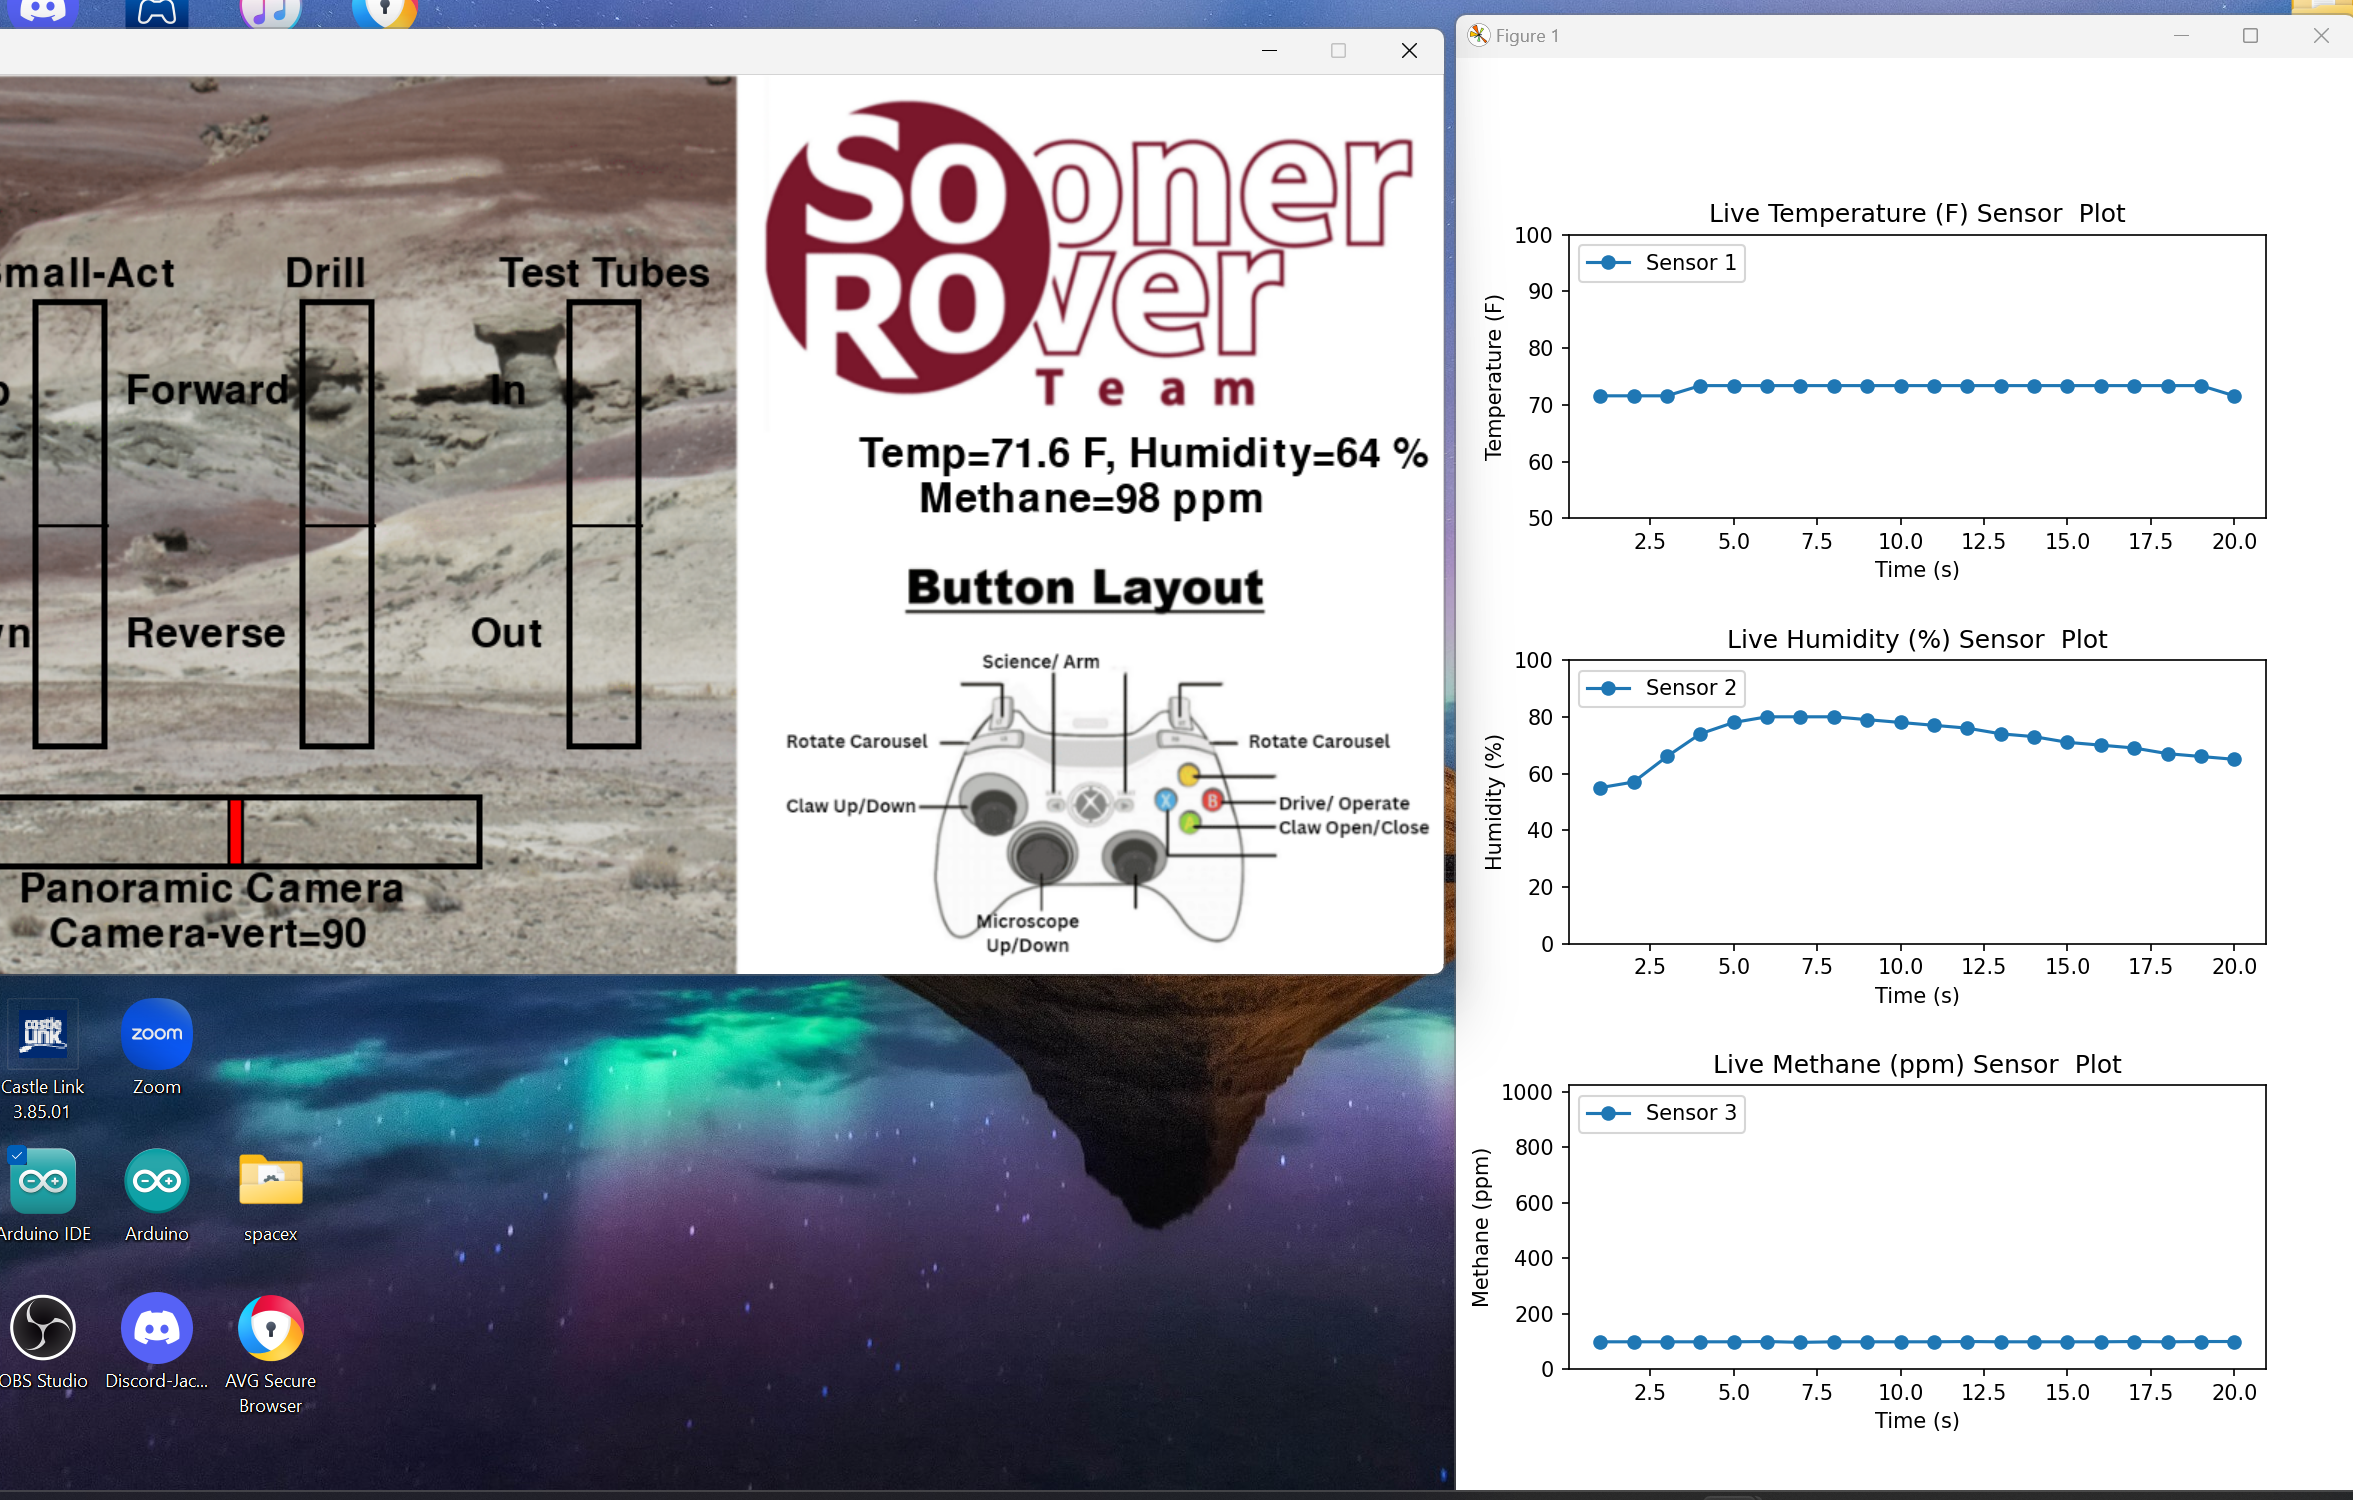 Small-Act
Drill
Test Tubes
Forward
In
Reverse
Out
Panoramic Camera
Camera-vert=90
Sooner
Rover
Team
Temp=71.6 F, Humidity=64 %
Methane=98 ppm
Button Layout
Science/ Arm
Rotate Carousel
Rotate Carousel
Claw Up/Down
X
B
A
Drive/ Operate
Claw Open/Close
Microscope
Up/Down
Castle Link
3.85.01
zoom
Zoom
Arduino IDE
Arduino
spacex
OBS Studio
Discord-Jac...
AVG Secure
Browser
Figure 1
Live Temperature (F) Sensor  Plot
Sensor 1
Temperature (F)
100
90
80
70
60
50
2.5 5.0 7.5 10.0 12.5 15.0 17.5 20.0
Time (s)
Live Humidity (%) Sensor  Plot
Sensor 2
Humidity (%)
100
80
60
40
20
0
2.5 5.0 7.5 10.0 12.5 15.0 17.5 20.0
Time (s)
Live Methane (ppm) Sensor  Plot
Sensor 3
Methane (ppm)
1000
800
600
400
200
0
2.5 5.0 7.5 10.0 12.5 15.0 17.5 20.0
Time (s)